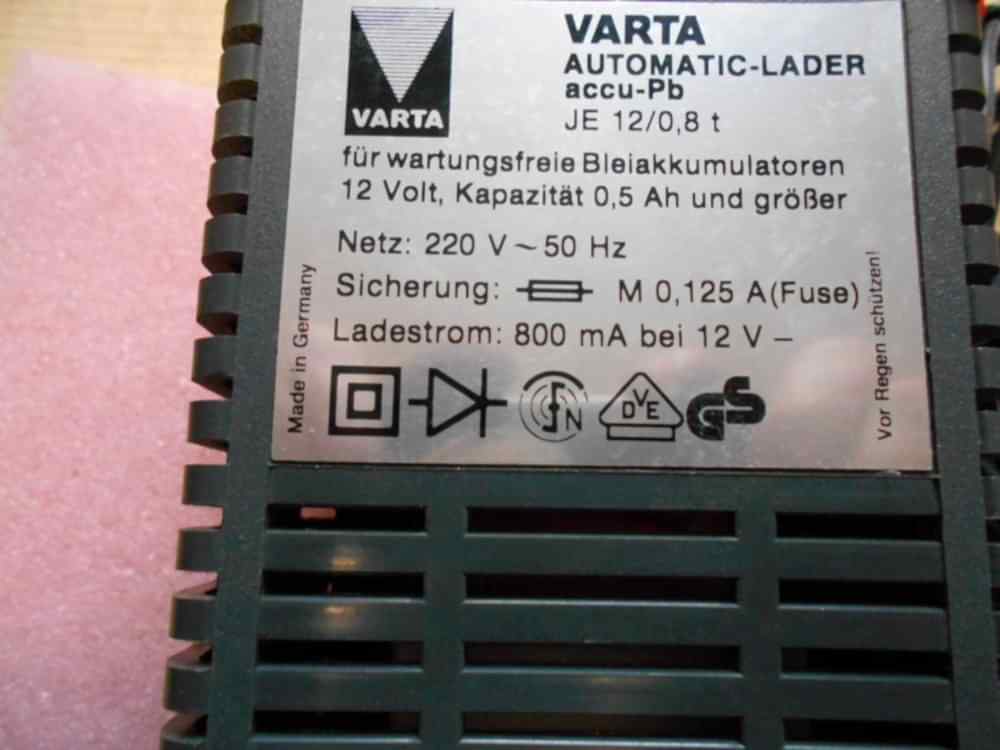 VARTA
VARTA
AUTOMATIC-LADER
accu-Pb
JE 12/0,8 t
für wartungsfreie Bleiakkumulatoren
12 Volt, Kapazität 0,5 Ah und größer
Netz: 220 V ~ 50 Hz
Sicherung: M 0,125 A(Fuse)
Ladestrom: 800 mA bei 12 V –
Made in Germany
Vor Regen schützen!
S N
DVE
GS